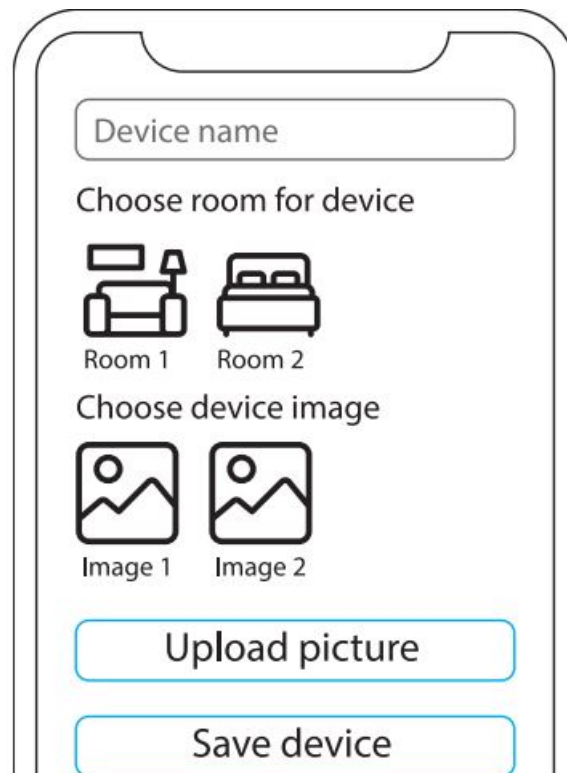 Device name
Choose room for device
Room 1 Room 2
Choose device image
Image 1 Image 2
Upload picture
Save device